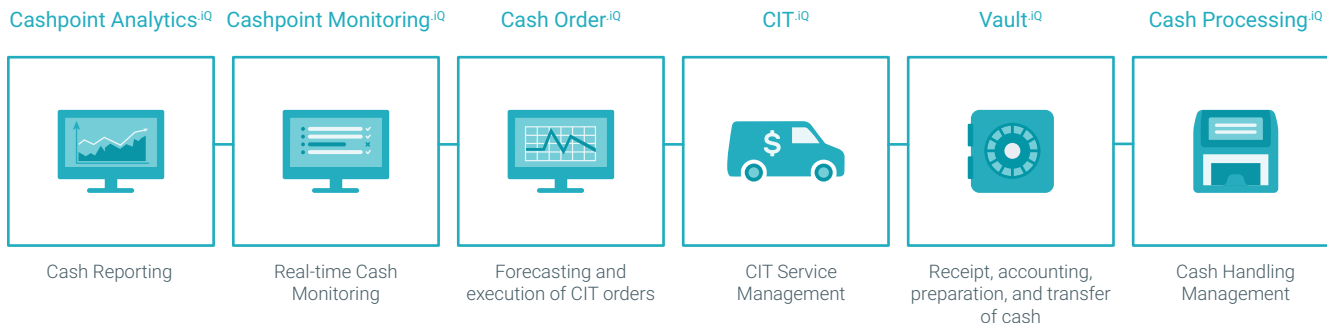 Cashpoint Analytics.iQ
Cashpoint Monitoring.iQ
Cash Order.iQ
CIT.iQ
Vault.iQ
Cash Processing.iQ
$
Cash Reporting
Real-time Cash
Monitoring
Forecasting and
execution of CIT orders
CIT Service
Management
Receipt, accounting,
preparation, and transfer
of cash
Cash Handling
Management